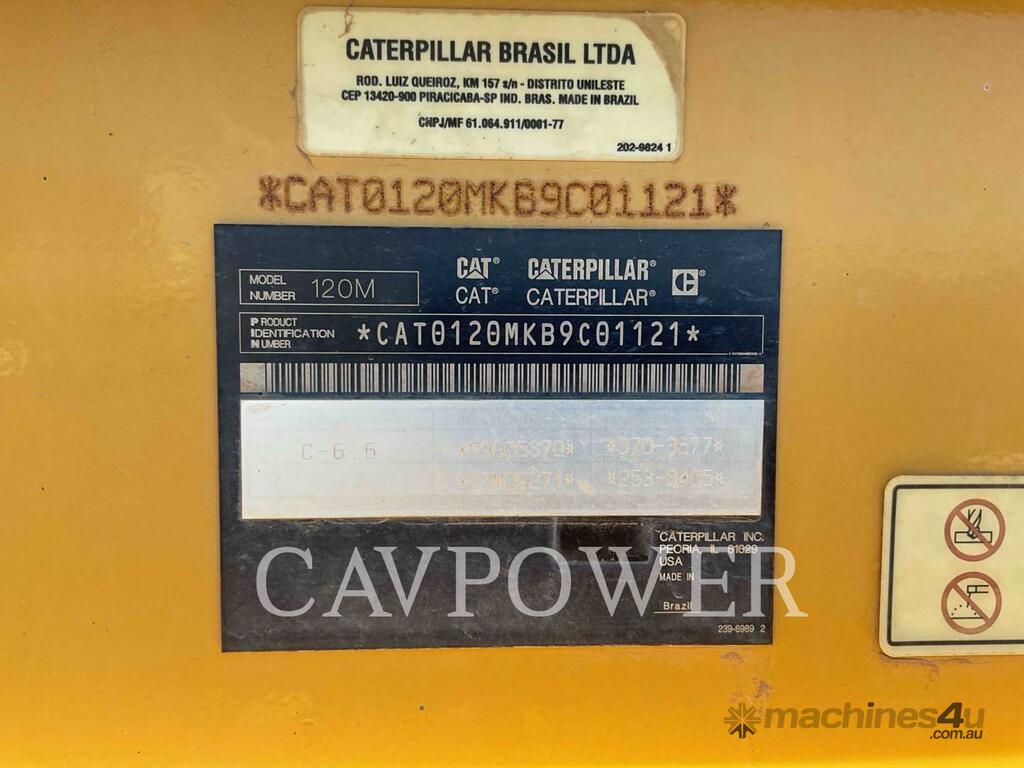 CATERPILLAR BRASIL LTDA
ROD. LUIZ QUEIROZ, KM 157 s/n - DISTRITO UNILESTE
CEP 13420-900 PIRACICABA-SP IND. BRAS. MADE IN BRAZIL
CNPJ/MF 61.064.911/0001-77
202-9824 1
*CAT0120MKB9C01121*
CAT® CATERPILLAR® C®
CAT® CATERPILLAR®
MODEL NUMBER 120M
PRODUCT IDENTIFICATION NUMBER *CAT0120MKB9C01121*
C-6.6
CATERPILLAR INC.
PEORIA, IL 61629
USA
MADE IN
Brazil
239-6989 2
CAVPOWER
machines4u
.com.au